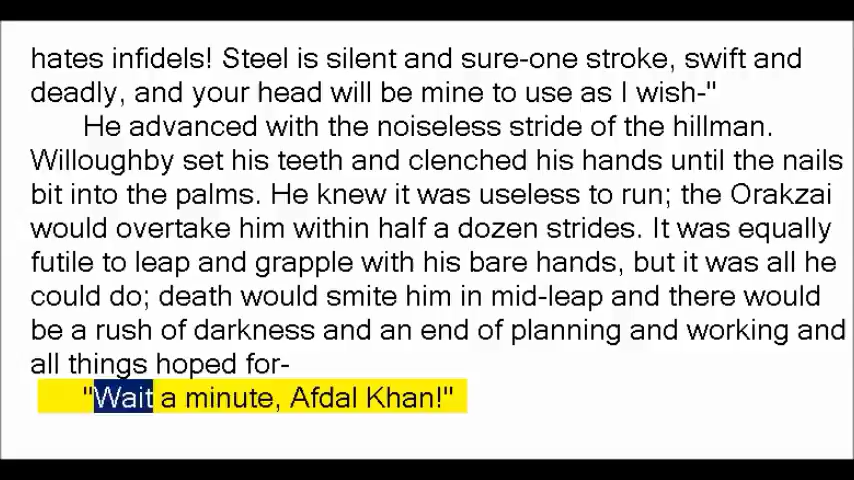 hates infidels! Steel is silent and sure-one stroke, swift and
deadly, and your head will be mine to use as I wish-"
He advanced with the noiseless stride of the hillman.
Willoughby set his teeth and clenched his hands until the nails
bit into the palms. He knew it was useless to run; the Orakzai
would overtake him within half a dozen strides. It was equally
futile to leap and grapple with his bare hands, but it was all he
could do; death would smite him in mid-leap and there would
be a rush of darkness and an end of planning and working and
all things hoped for-
"Wait a minute, Afdal Khan!"